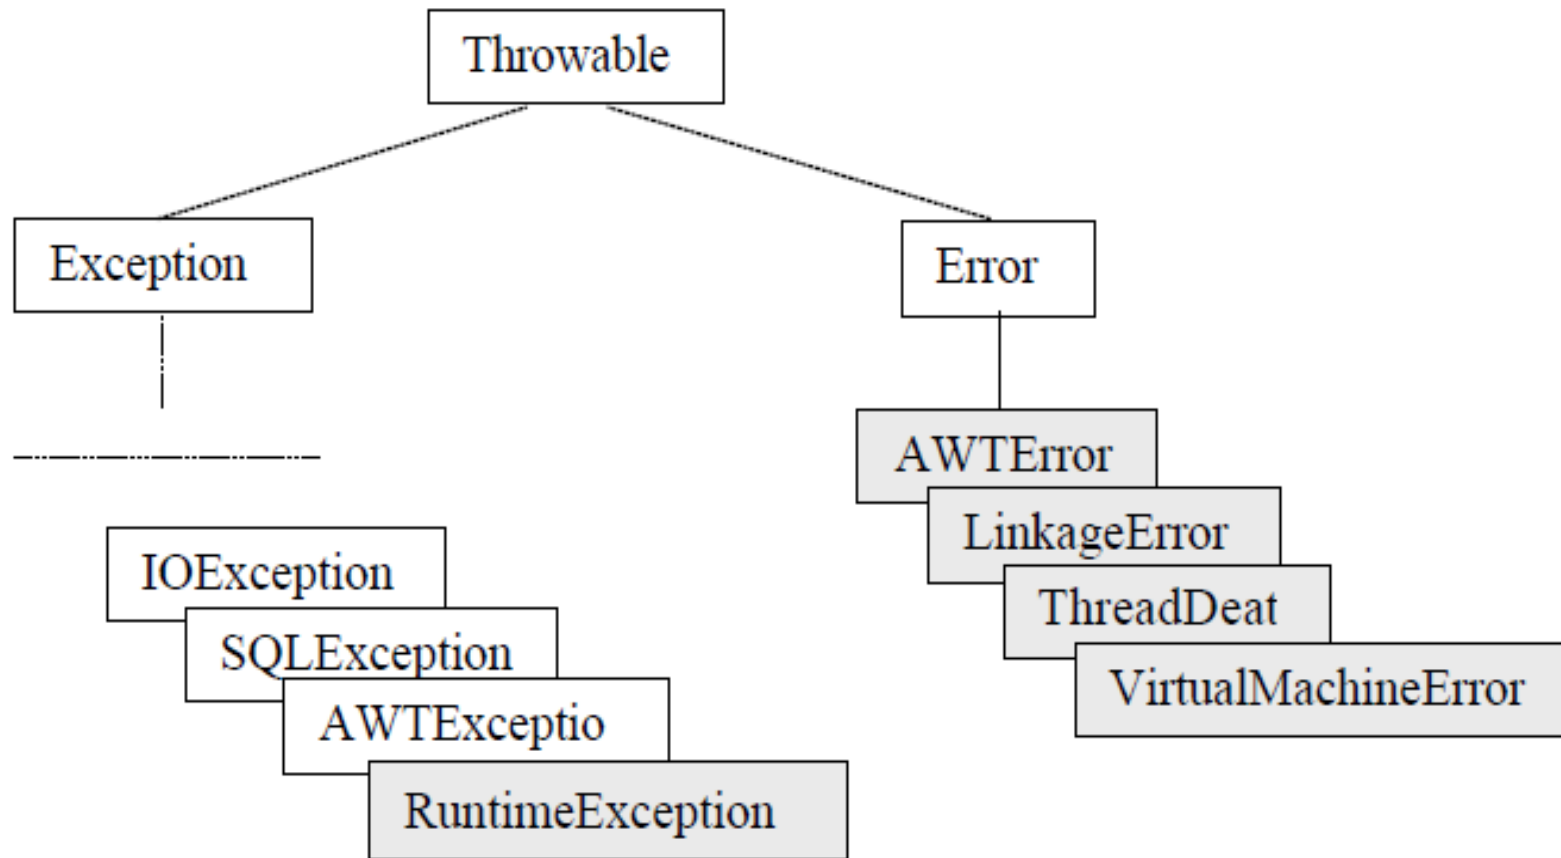 Throwable
Exception
Error
AWTError
LinkageError
ThreadDeat
VirtualMachineError
IOException
SQLException
AWTExceptio
RuntimeException